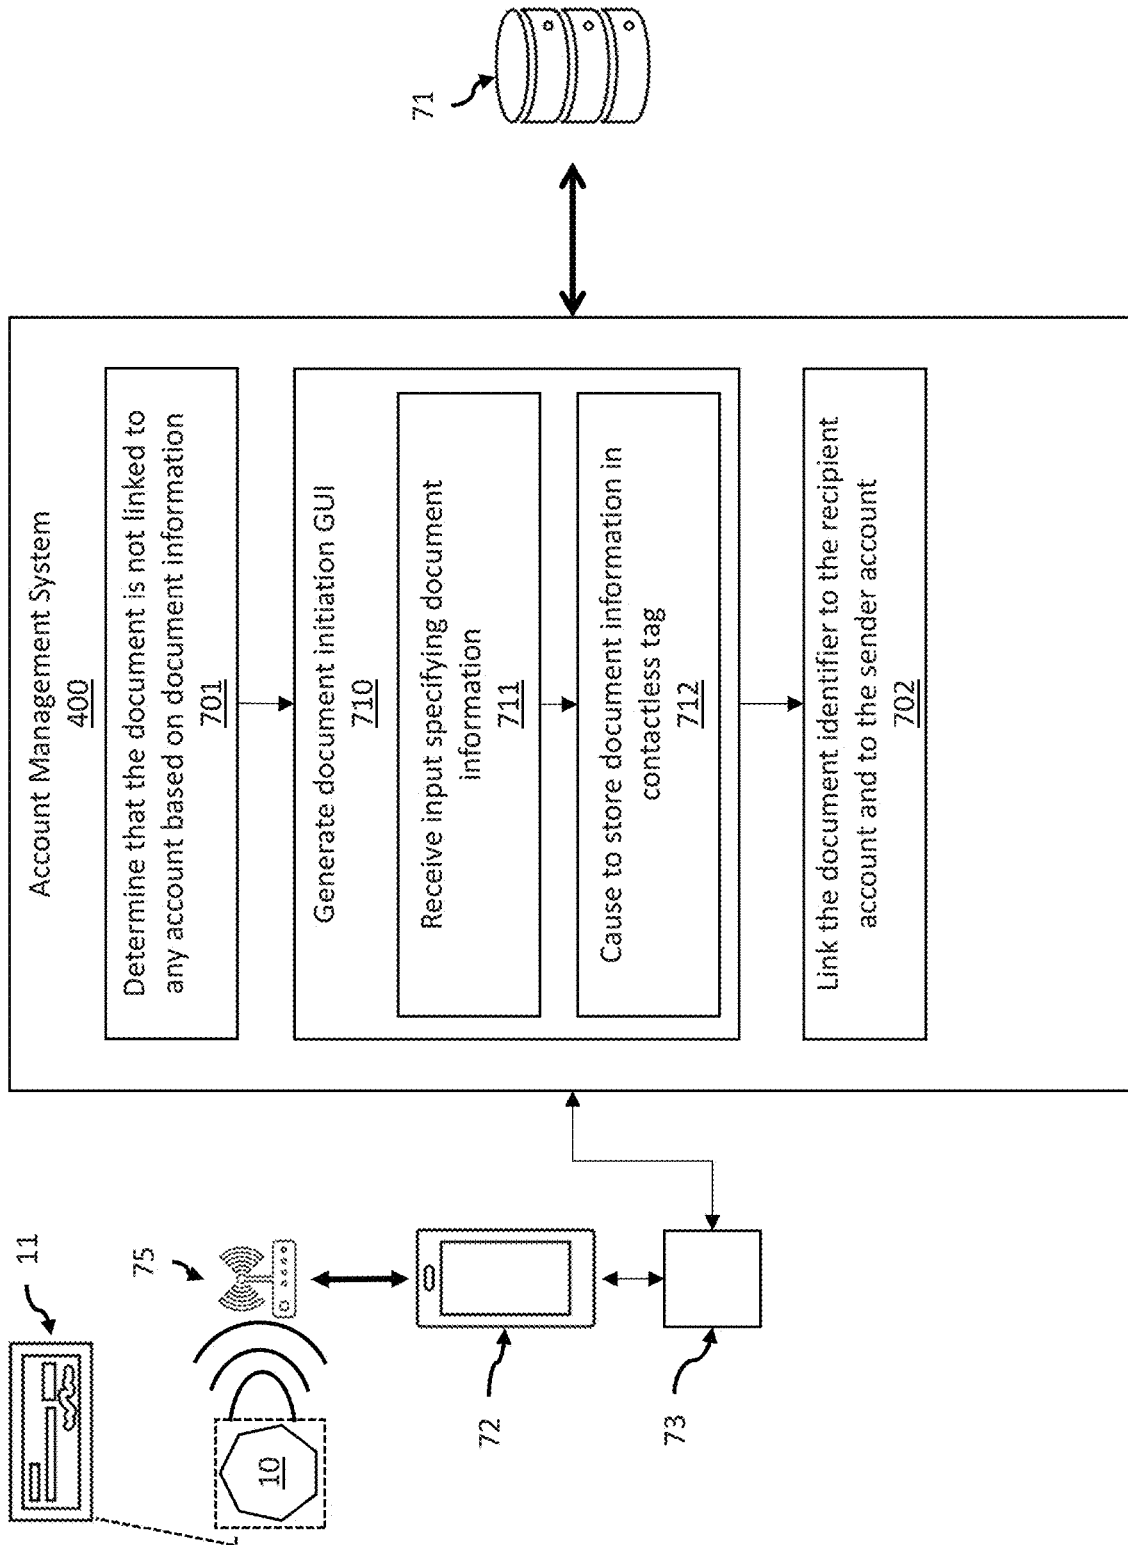 11
75
10
72
73
Account Management System
400
Determine that the document is not linked to
any account based on document information
701
Generate document initiation GUI
710
Receive input specifying document
information
711
Cause to store document information in
contactless tag
712
Link the document identifier to the recipient
account and to the sender account
702
71